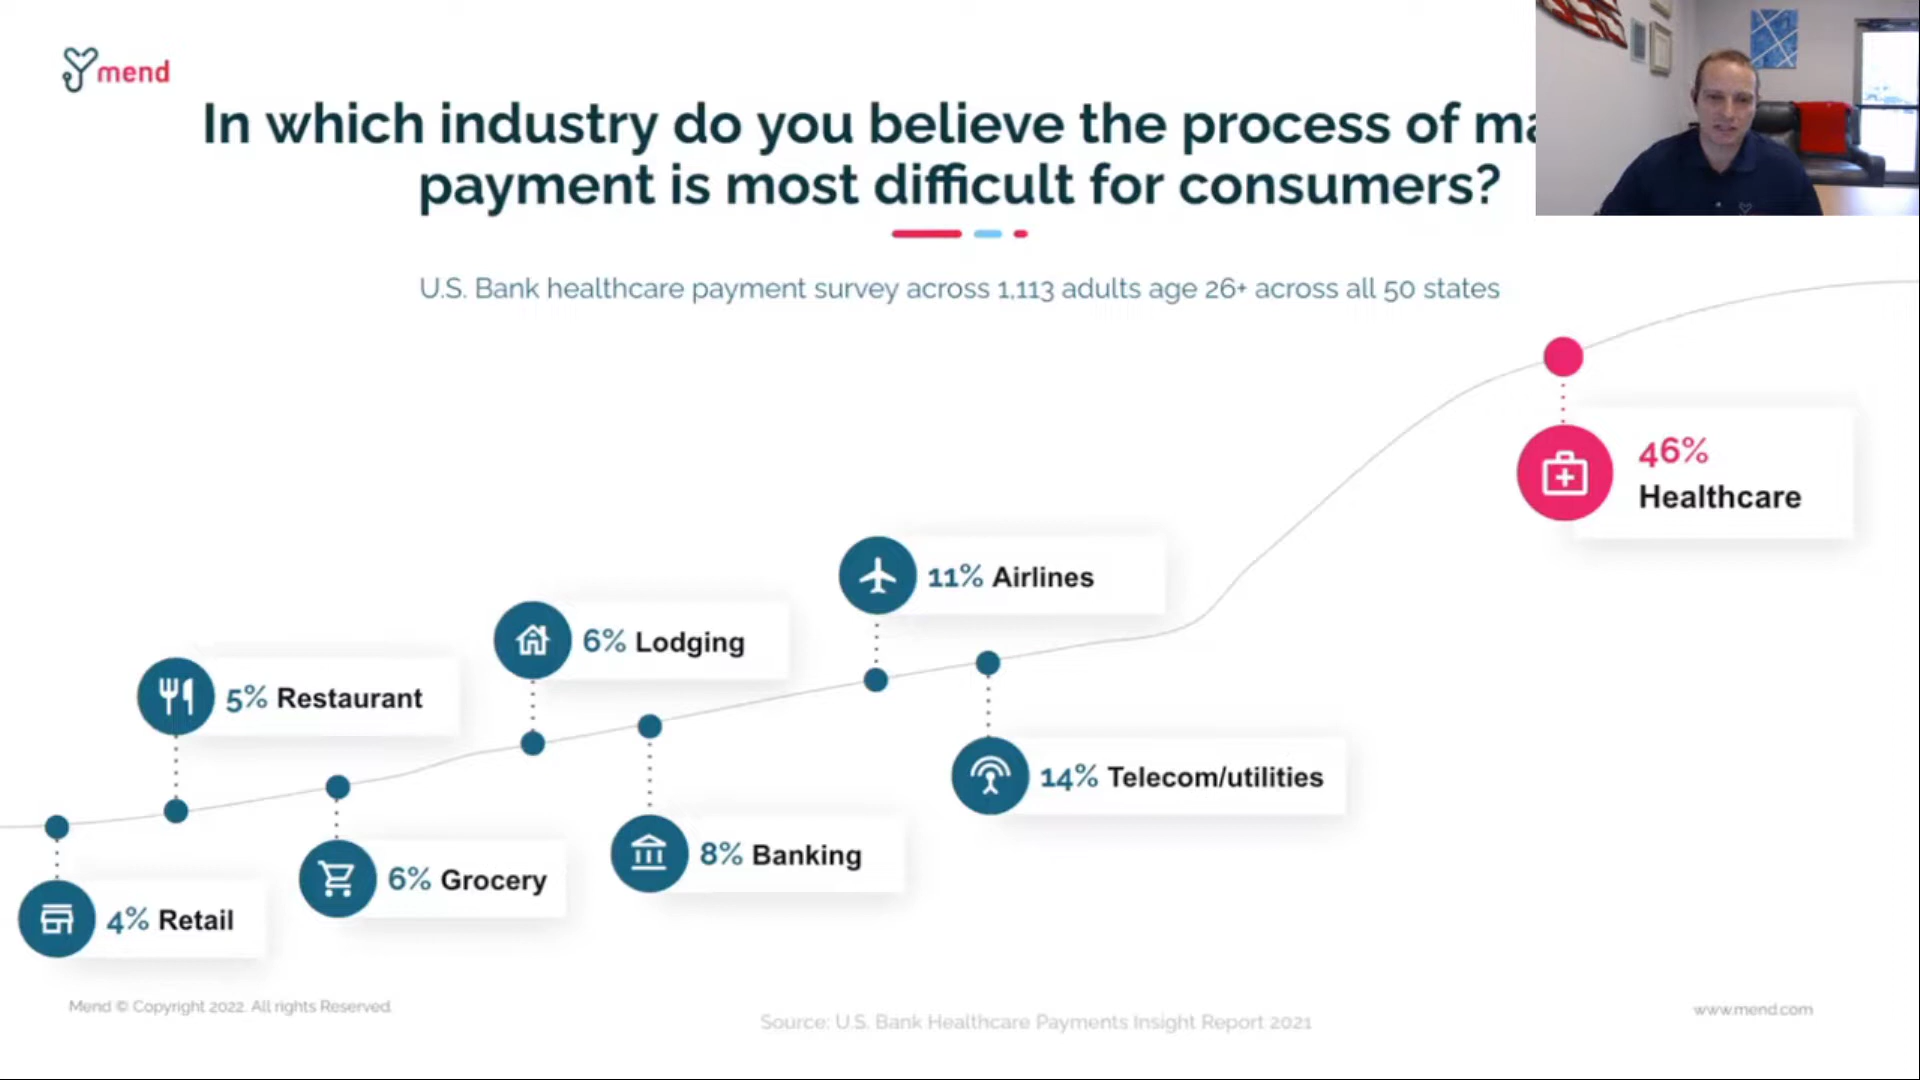 mend
In which industry do you believe the process of
payment is most difficult for consumers?
U.S. Bank healthcare payment survey across 1,113 adults age 26+ across all 50 states
46%
Healthcare
11% Airlines
6% Lodging
5% Restaurant
14% Telecom/utilities
8% Banking
6% Grocery
4% Retail
Mend © Copyright 2022. All rights Reserved.
www.mend.com
Source: U.S. Bank Healthcare Payments Insight Report 2021